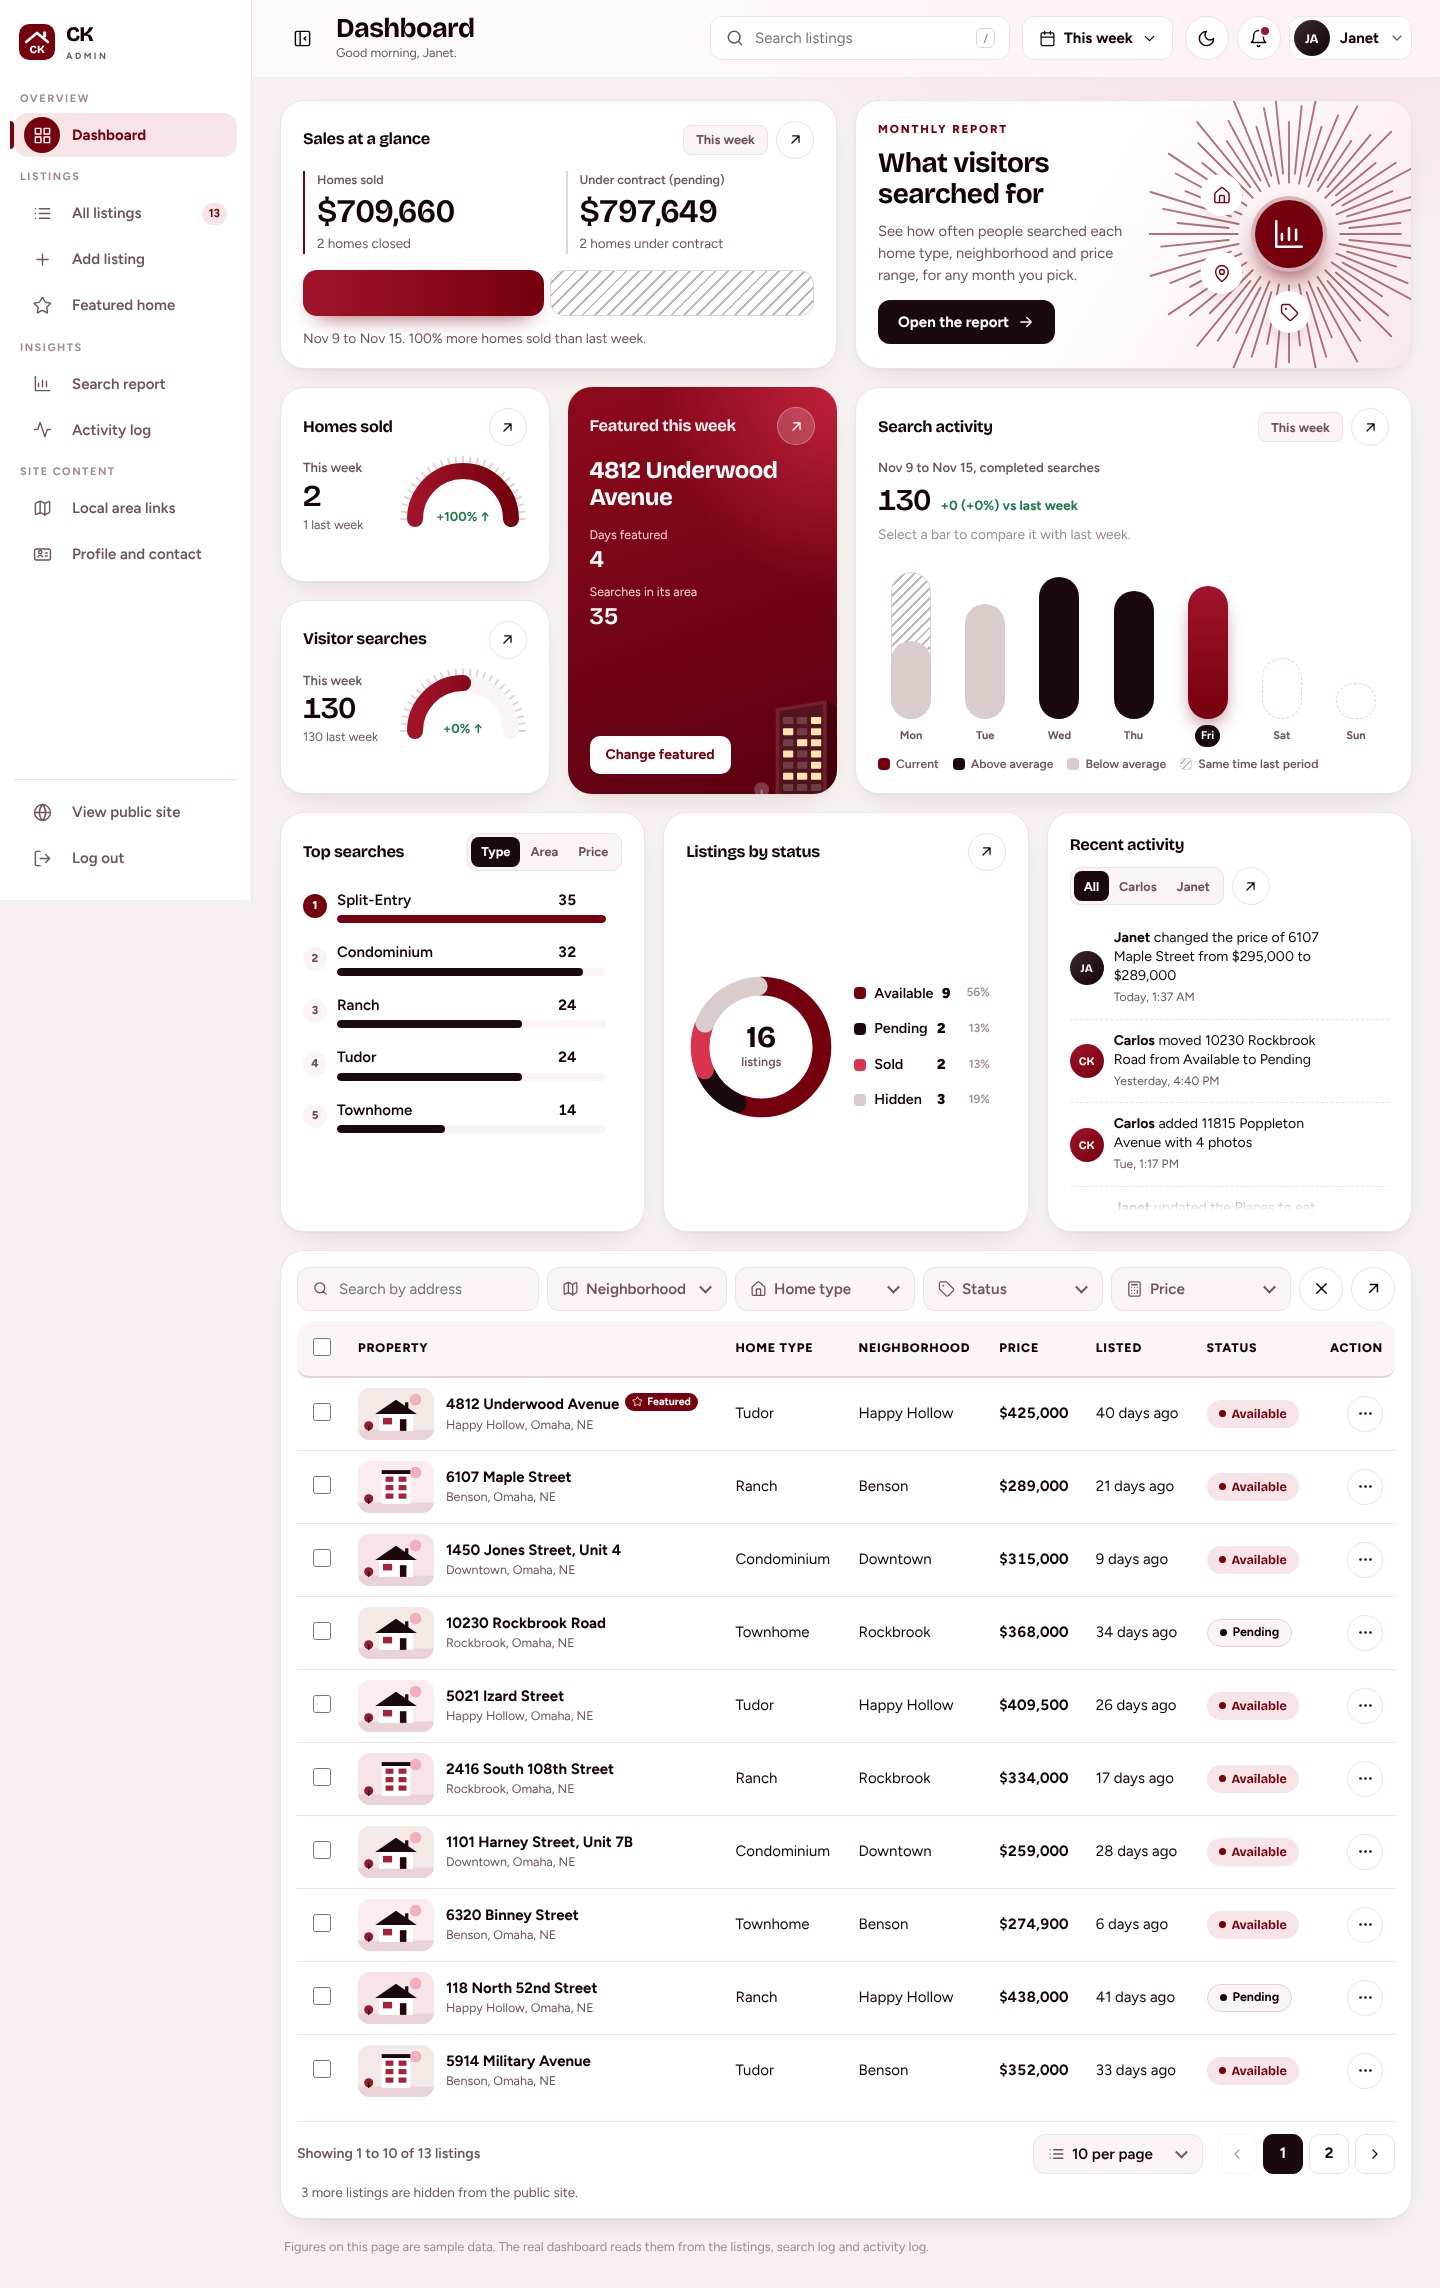 CK
CK
ADMIN
OVERVIEW
Dashboard
LISTINGS
All listings 13
Add listing
Featured home
INSIGHTS
Search report
Activity log
SITE CONTENT
Local area links
Profile and contact
View public site
Log out
Dashboard
Good morning, Janet.
Search listings /
This week
JA Janet
Sales at a glance
This week
Homes sold
$709,660
2 homes closed
Under contract (pending)
$797,649
2 homes under contract
Nov 9 to Nov 15. 100% more homes sold than last week.
MONTHLY REPORT
What visitors
searched for
See how often people searched each
home type, neighborhood and price
range, for any month you pick.
Open the report
Homes sold
This week
2
1 last week
+100% ↑
Visitor searches
This week
130
130 last week
+0% ↑
Featured this week
4812 Underwood
Avenue
Days featured
4
Searches in its area
35
Change featured
Search activity
This week
Nov 9 to Nov 15, completed searches
130 +0 (+0%) vs last week
Select a bar to compare it with last week.
Mon Tue Wed Thu Fri Sat Sun
Current Above average Below average Same time last period
Top searches
Type Area Price
1 Split-Entry 35
2 Condominium 32
3 Ranch 24
4 Tudor 24
5 Townhome 14
Listings by status
16
listings
Available 9 56%
Pending 2 13%
Sold 2 13%
Hidden 3 19%
Recent activity
All Carlos Janet
JA
Janet changed the price of 6107
Maple Street from $295,000 to
$289,000
Today, 1:37 AM
CK
Carlos moved 10230 Rockbrook
Road from Available to Pending
Yesterday, 4:40 PM
CK
Carlos added 11815 Poppleton
Avenue with 4 photos
Tue, 1:17 PM
Janet updated the Places to eat
Search by address
Neighborhood
Home type
Status
Price
PROPERTY HOME TYPE NEIGHBORHOOD PRICE LISTED STATUS ACTION
4812 Underwood Avenue Featured
Happy Hollow, Omaha, NE
Tudor Happy Hollow $425,000 40 days ago Available
6107 Maple Street
Benson, Omaha, NE
Ranch Benson $289,000 21 days ago Available
1450 Jones Street, Unit 4
Downtown, Omaha, NE
Condominium Downtown $315,000 9 days ago Available
10230 Rockbrook Road
Rockbrook, Omaha, NE
Townhome Rockbrook $368,000 34 days ago Pending
5021 Izard Street
Happy Hollow, Omaha, NE
Tudor Happy Hollow $409,500 26 days ago Available
2416 South 108th Street
Rockbrook, Omaha, NE
Ranch Rockbrook $334,000 17 days ago Available
1101 Harney Street, Unit 7B
Downtown, Omaha, NE
Condominium Downtown $259,000 28 days ago Available
6320 Binney Street
Benson, Omaha, NE
Townhome Benson $274,900 6 days ago Available
118 North 52nd Street
Happy Hollow, Omaha, NE
Ranch Happy Hollow $438,000 41 days ago Pending
5914 Military Avenue
Benson, Omaha, NE
Tudor Benson $352,000 33 days ago Available
Showing 1 to 10 of 13 listings
10 per page
1 2
3 more listings are hidden from the public site.
Figures on this page are sample data. The real dashboard reads them from the listings, search log and activity log.